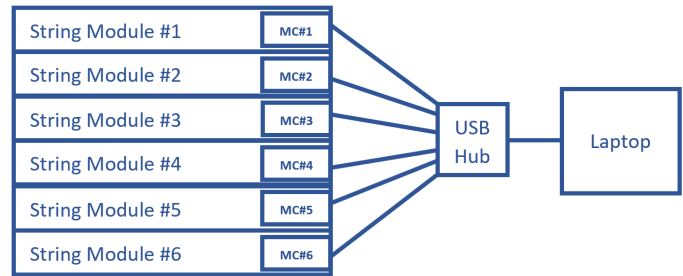 String Module #1 MC#1
String Module #2 MC#2
String Module #3 MC#3
String Module #4 MC#4
String Module #5 MC#5
String Module #6 MC#6
USB
Hub
Laptop